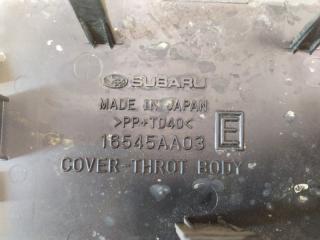 SUBARU
MADE IN JAPAN
>PP+TD40<
16545AA03
E
COVER-THROT BODY